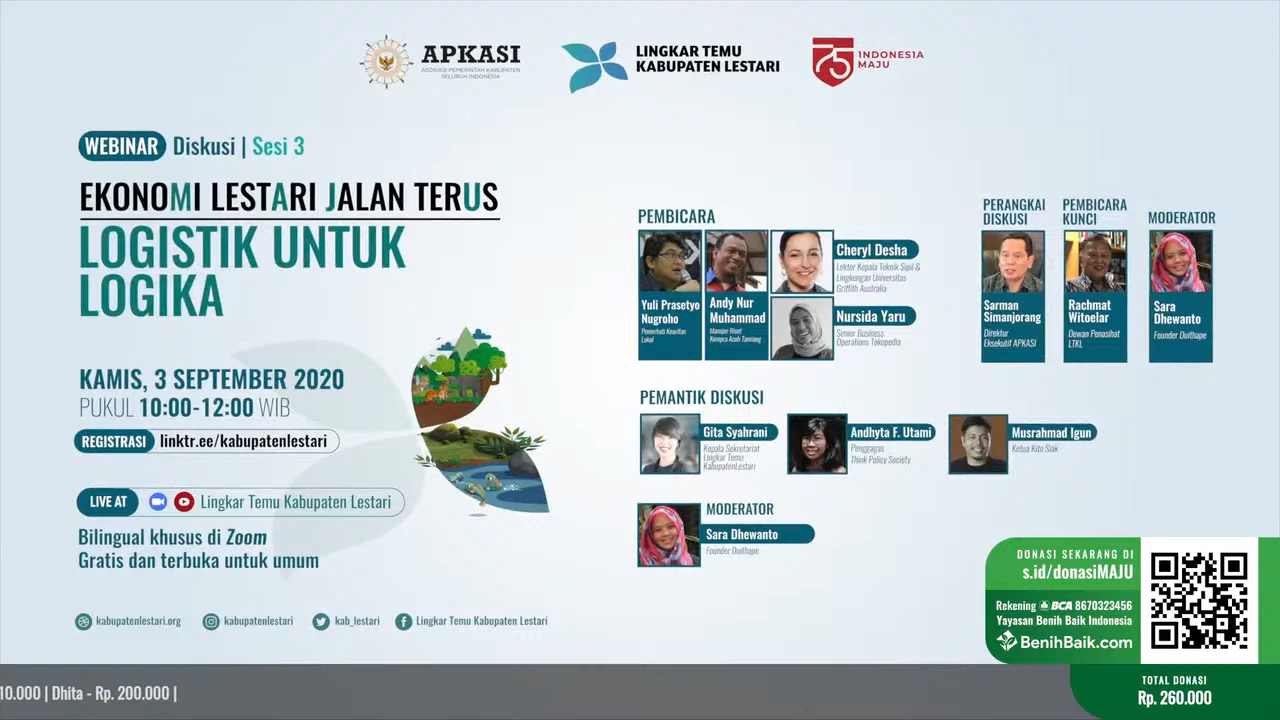 APKASI
ASOSIASI PEMERINTAH KABUPATEN
SELURUH INDONESIA
LINGKAR TEMU
KABUPATEN LESTARI
75
INDONESIA
MAJU
WEBINAR Diskusi | Sesi 3
EKONOMI LESTARI JALAN TERUS
LOGISTIK UNTUK
LOGIKA
KAMIS, 3 SEPTEMBER 2020
PUKUL 10:00-12:00 WIB
REGISTRASI linktr.ee/kabupatenlestari
LIVE AT Lingkar Temu Kabupaten Lestari
Bilingual khusus di Zoom
Gratis dan terbuka untuk umum
kabupatenlestari.org kabupatenlestari kab_lestari Lingkar Temu Kabupaten Lestari
PEMBICARA
Yuli Prasetyo
Nugroho
Pemerhati Kearifan
Lokal
Andy Nur
Muhammad
Manajer Riset
Kempra Aceh Tamiang
Cheryl Desha
Lektor Kepala Teknik Sipil &
Lingkungan Universitas
Griffith Australia
Nursida Yaru
Senior Business
Operations Tokopedia
PERANGKAI
DISKUSI
Sarman
Simanjorang
Direktur
Eksekutif APKASI
PEMBICARA
KUNCI
Rachmat
Witoelar
Dewan Penasihat
LTKL
MODERATOR
Sara
Dhewanto
Founder Duithape
PEMANTIK DISKUSI
Gita Syahrani
Kepala Sekretariat
Lingkar Temu
KabupatenLestari
Andhyta F. Utami
Penggagas
Think Policy Society
Musrahmad Igun
Ketua Kito Siak
MODERATOR
Sara Dhewanto
Founder Duithape
DONASI SEKARANG DI
s.id/donasiMAJU
Rekening BCA 8670323456
Yayasan Benih Baik Indonesia
BenihBaik.com
TOTAL DONASI
Rp. 260.000
10.000 | Dhita - Rp. 200.000 |